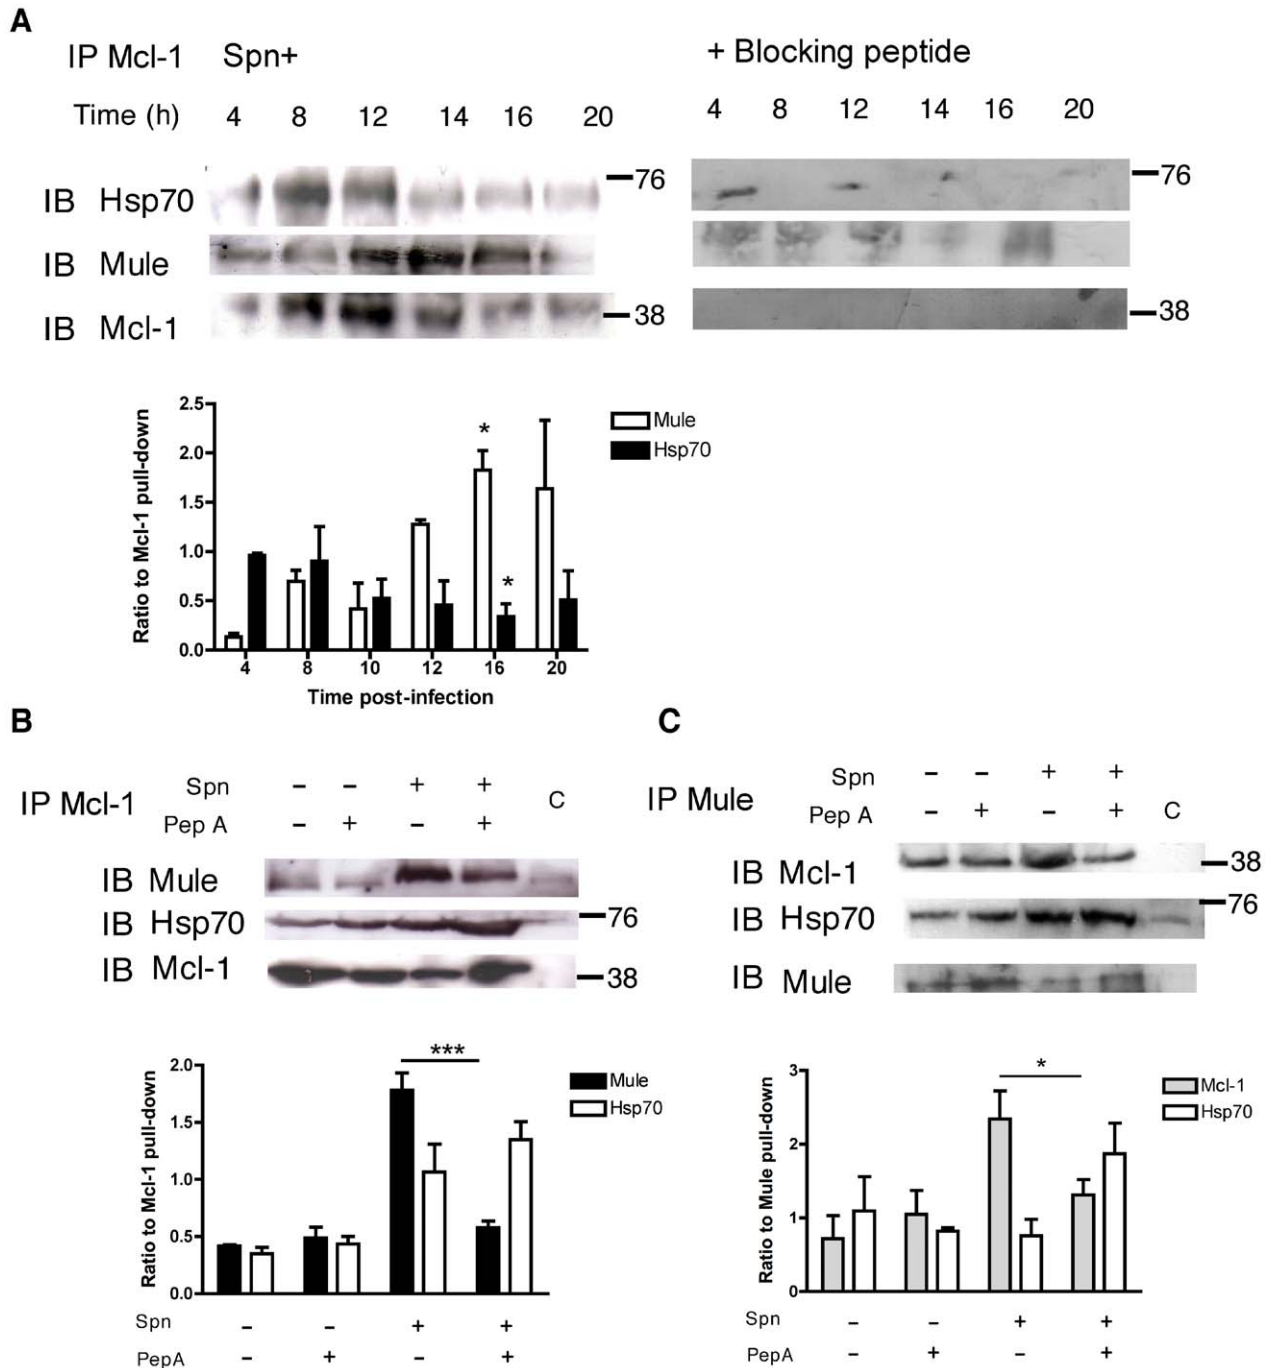 A
IP Mcl-1 Spn+ + Blocking peptide
Time (h) 4 8 12 14 16 20 4 8 12 14 16 20
IB Hsp70 76 76
IB Mule
IB Mcl-1 38 38
2.5
2.0
1.5
1.0
0.5
0.0
Ratio to Mcl-1 pull-down
* *
Mule
Hsp70
4 8 10 12 16 20
Time post-infection
B
IP Mcl-1
Spn – – + +
Pep A – + – + C
IB Mule
IB Hsp70 76
IB Mcl-1 38
2.0
1.5
1.0
0.5
0.0
Ratio to Mcl-1 pull-down
***
Mule
Hsp70
Spn – – + +
PepA – + – +
C
IP Mule
Spn – – + +
Pep A – + – + C
IB Mcl-1 38
IB Hsp70 76
IB Mule
3
2
1
0
Ratio to Mule pull-down
*
Mcl-1
Hsp70
Spn – – + +
PepA – + – +